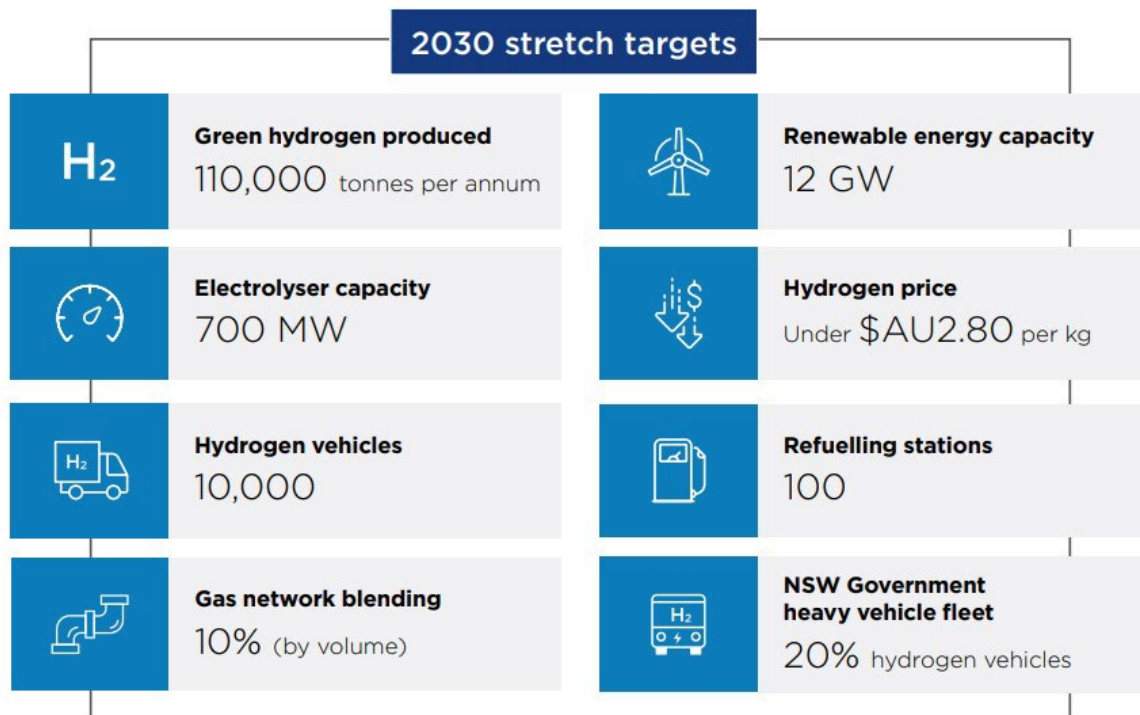 2030 stretch targets
H2
Green hydrogen produced
110,000 tonnes per annum
Renewable energy capacity
12 GW
Electrolyser capacity
700 MW
$
Hydrogen price
Under $AU2.80 per kg
H2
Hydrogen vehicles
10,000
Refuelling stations
100
Gas network blending
10% (by volume)
H2
NSW Government
heavy vehicle fleet
20% hydrogen vehicles